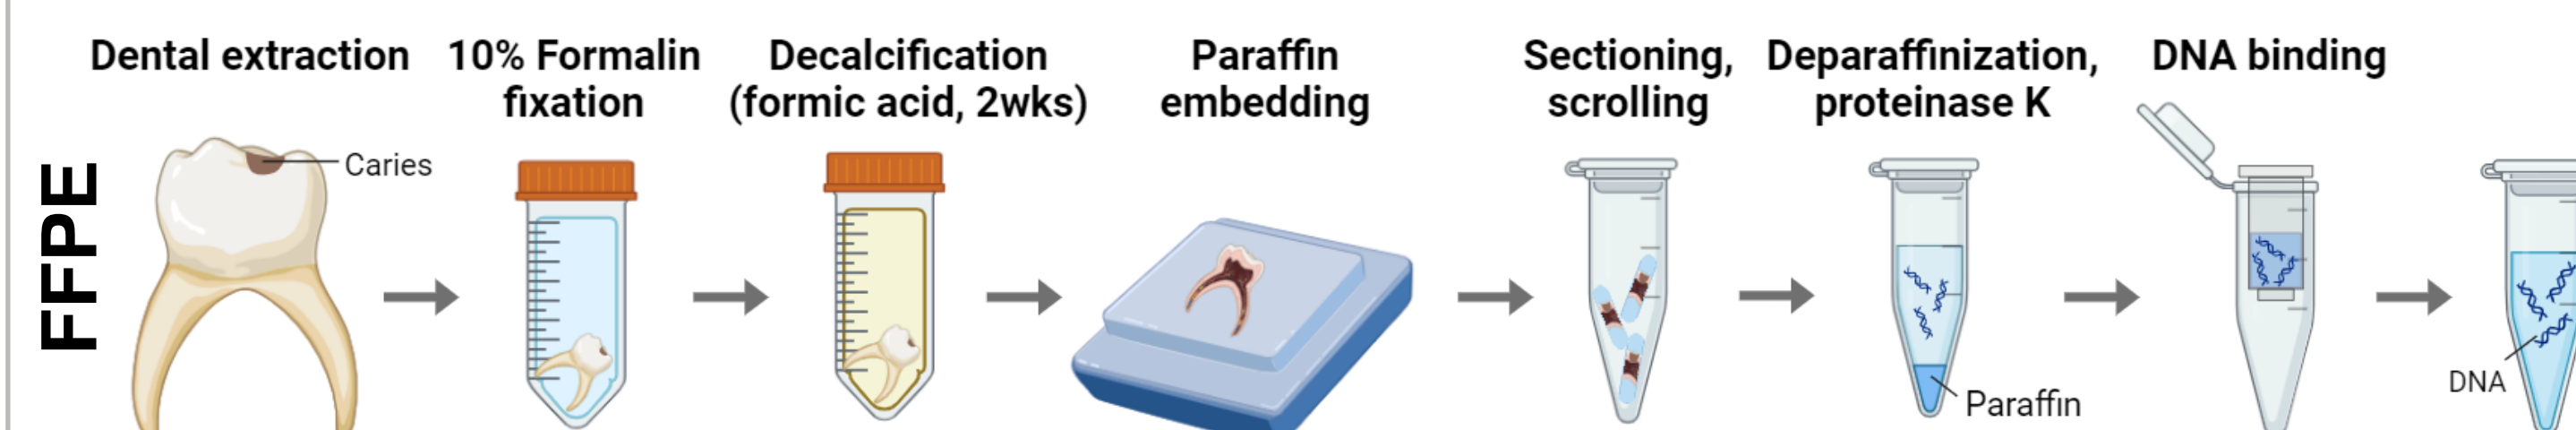 Dental extraction
10% Formalin
fixation
Decalcification
(formic acid, 2wks)
Paraffin
embedding
Sectioning,
scrolling
Deparaffinization,
proteinase K
DNA binding
FFPE
Caries
Paraffin
DNA